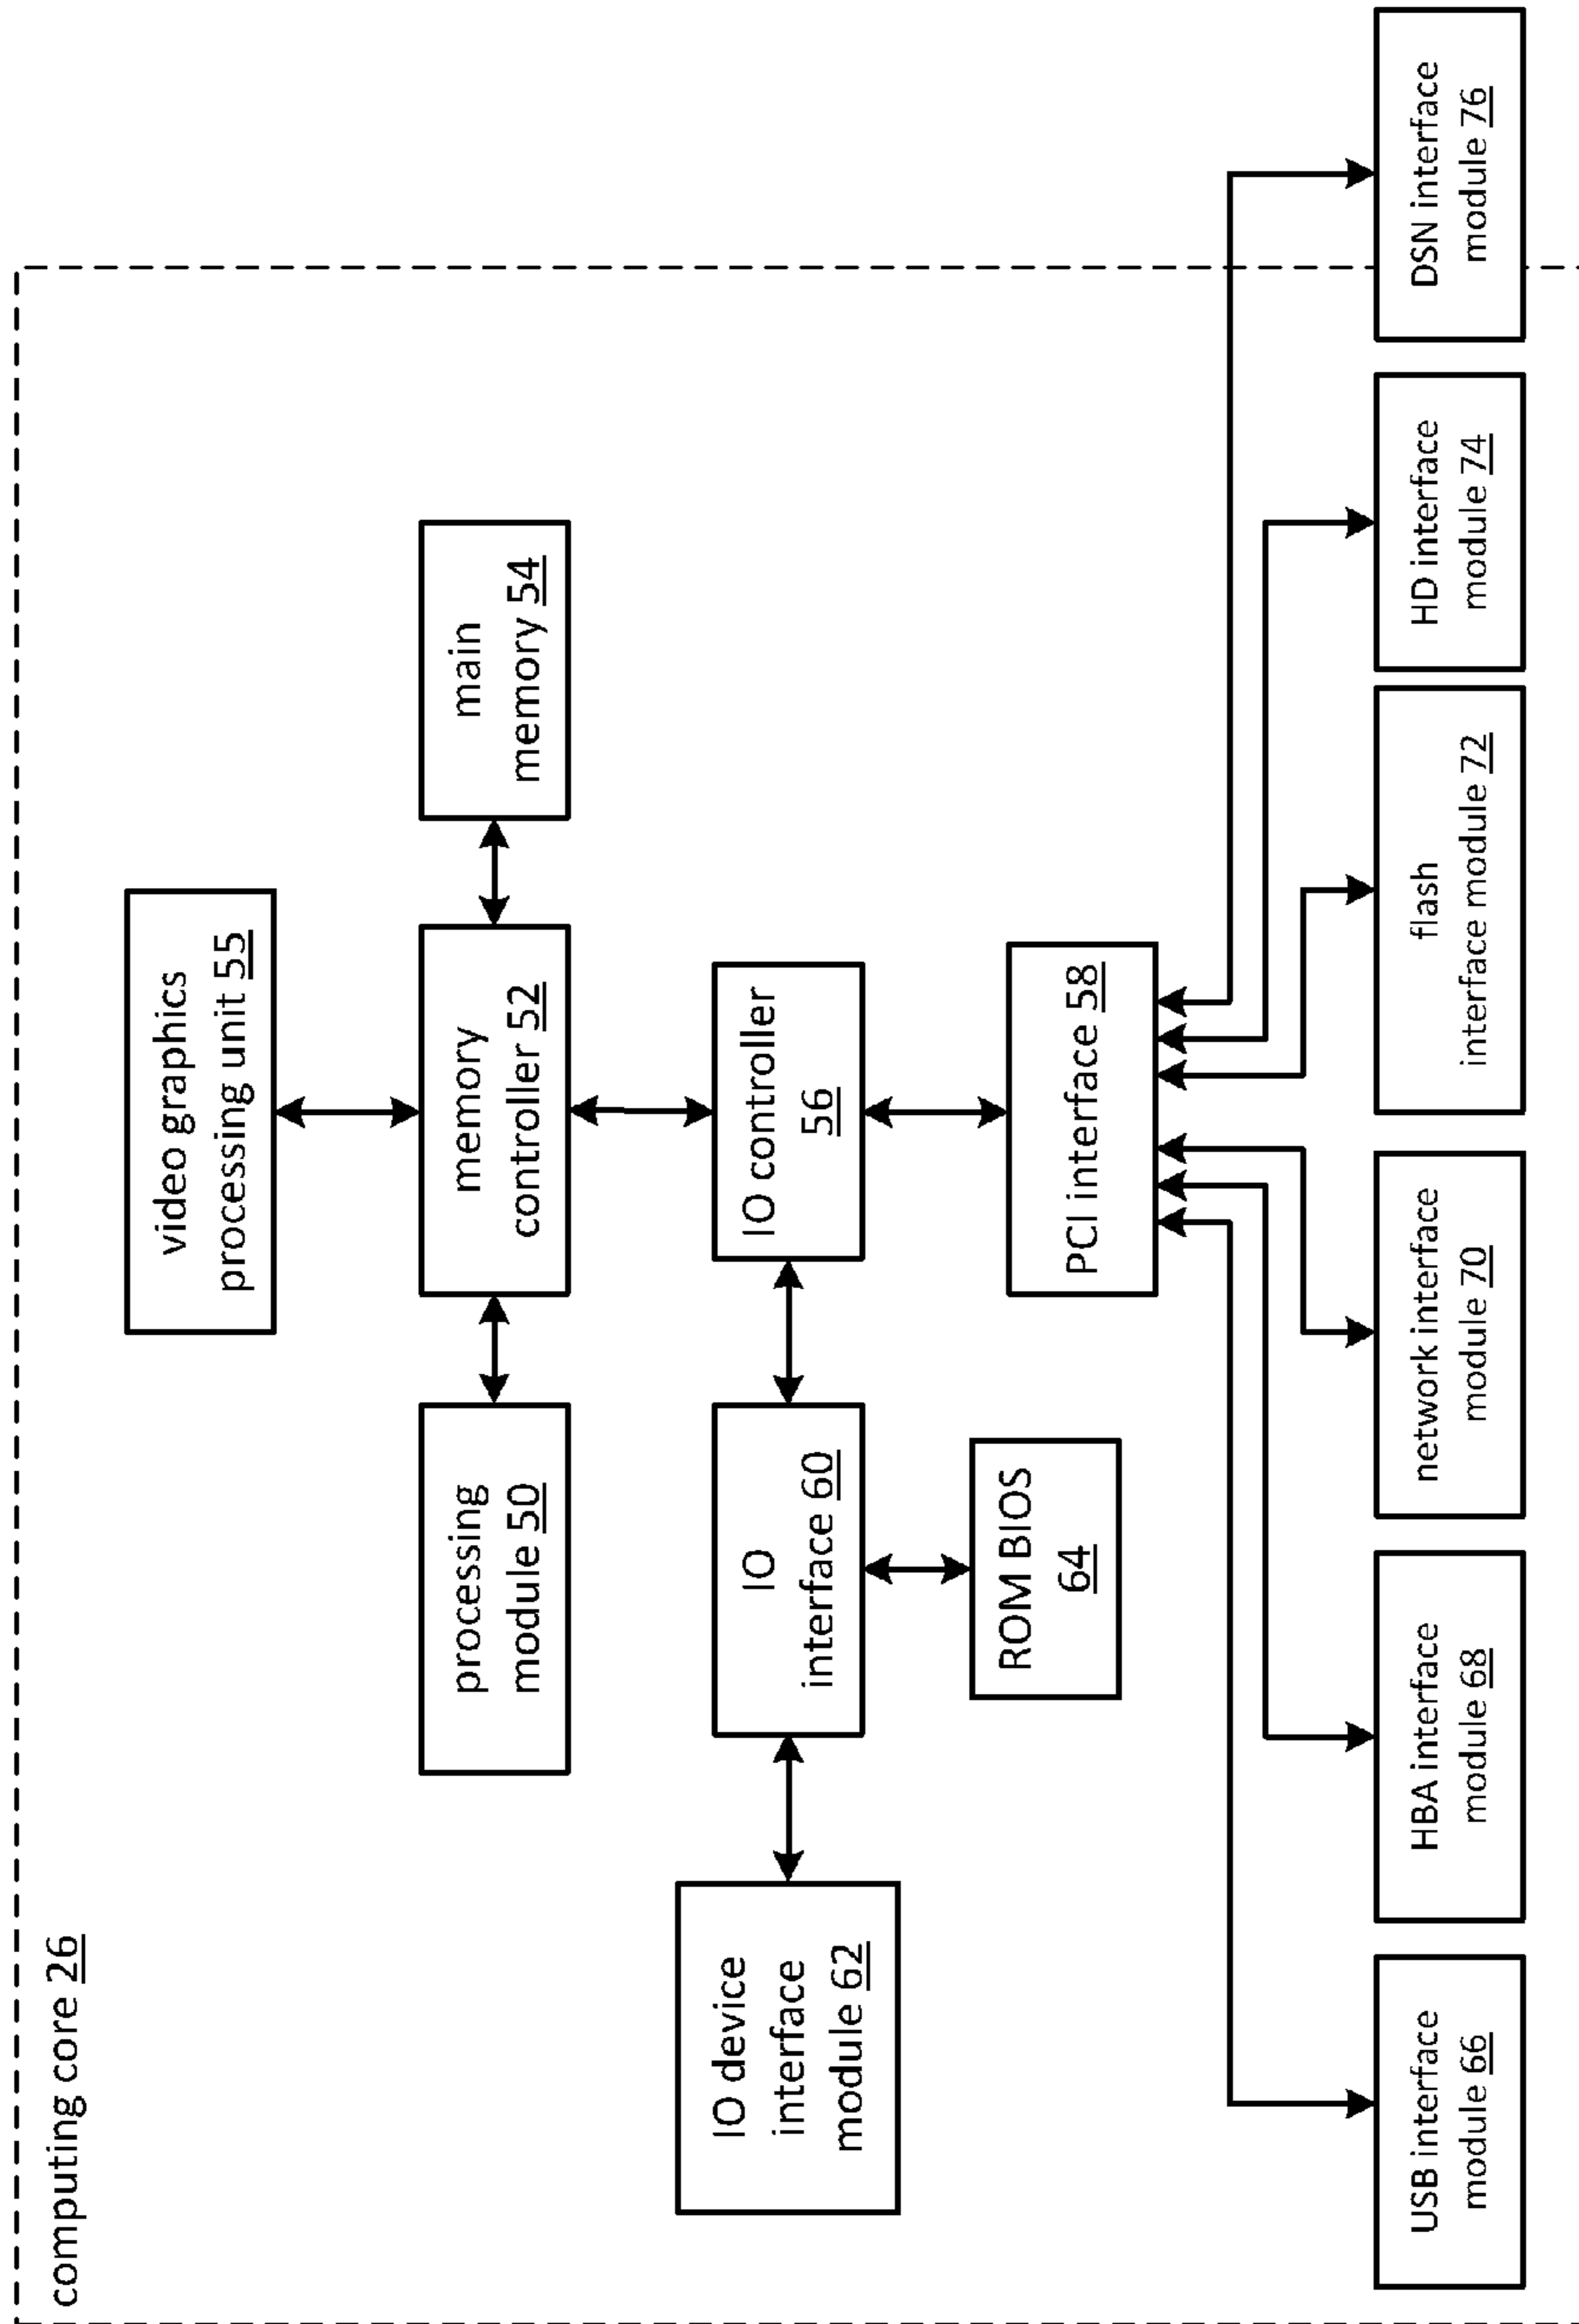 computing core 26
video graphics
processing unit 55
processing
module 50
memory
controller 52
main
memory 54
IO device
interface
module 62
IO
interface 60
IO controller
56
ROM BIOS
64
PCI interface 58
USB interface
module 66
HBA interface
module 68
network interface
module 70
flash
interface module 72
HD interface
module 74
DSN interface
module 76